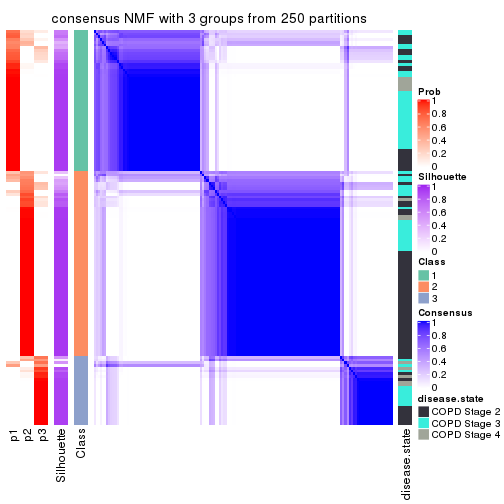 consensus NMF with 3 groups from 250 partitions
Prob
1
0.8
0.6
0.4
0.2
0
Silhouette
1
0.8
0.6
0.4
0.2
0
Class
1
2
3
Consensus
1
0.8
0.6
0.4
0.2
0
disease.state
COPD Stage 2
COPD Stage 3
COPD Stage 4
p1
p2
p3
Silhouette
Class
disease.state